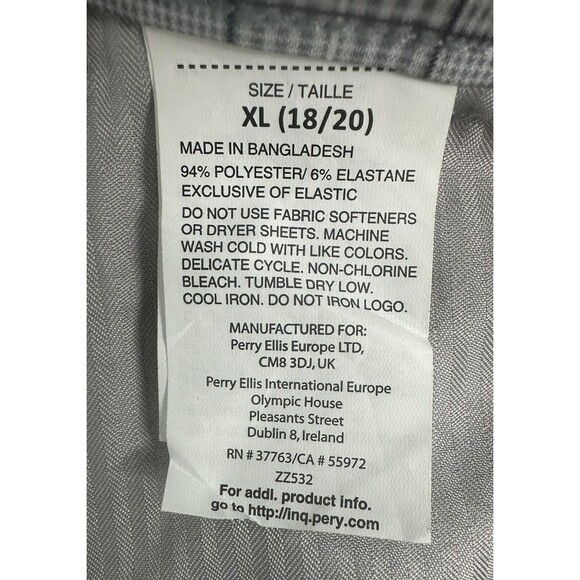 SIZE / TAILLE
XL (18/20)
MADE IN BANGLADESH
94% POLYESTER/ 6% ELASTANE
EXCLUSIVE OF ELASTIC
DO NOT USE FABRIC SOFTENERS
OR DRYER SHEETS. MACHINE
WASH COLD WITH LIKE COLORS.
DELICATE CYCLE. NON-CHLORINE
BLEACH. TUMBLE DRY LOW.
COOL IRON. DO NOT IRON LOGO.
MANUFACTURED FOR:
Perry Ellis Europe LTD,
CM8 3DJ, UK
Perry Ellis International Europe
Olympic House
Pleasants Street
Dublin 8, Ireland
RN # 37763/CA # 55972
ZZ532
For addl. product info.
go to http://inq.pery.com